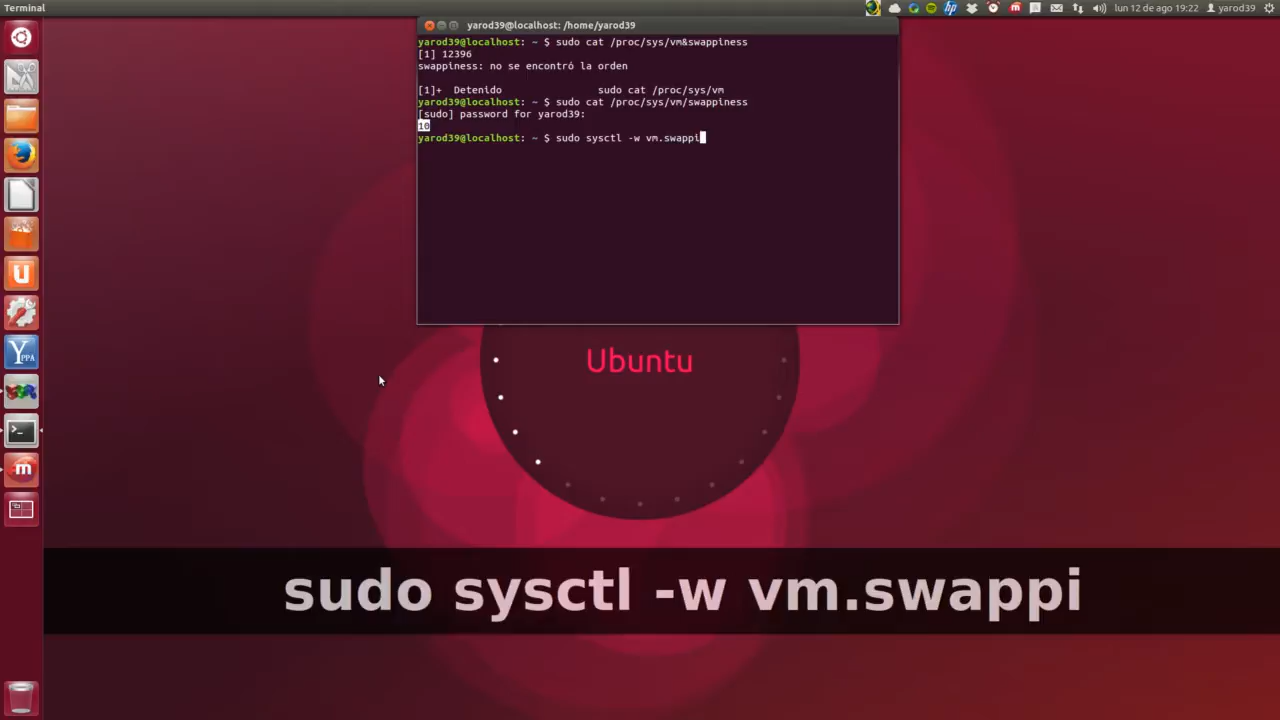 Terminal
lun 12 de ago 19:22
yarod39
yarod39@localhost: /home/yarod39
yarod39@localhost: ~ $ sudo cat /proc/sys/vm&swappiness
[1] 12396
swappiness: no se encontró la orden
[1]+  Detenido                sudo cat /proc/sys/vm
yarod39@localhost: ~ $ sudo cat /proc/sys/vm/swappiness
[sudo] password for yarod39:
10
yarod39@localhost: ~ $ sudo sysctl -w vm.swappi
Ubuntu
sudo sysctl -w vm.swappi